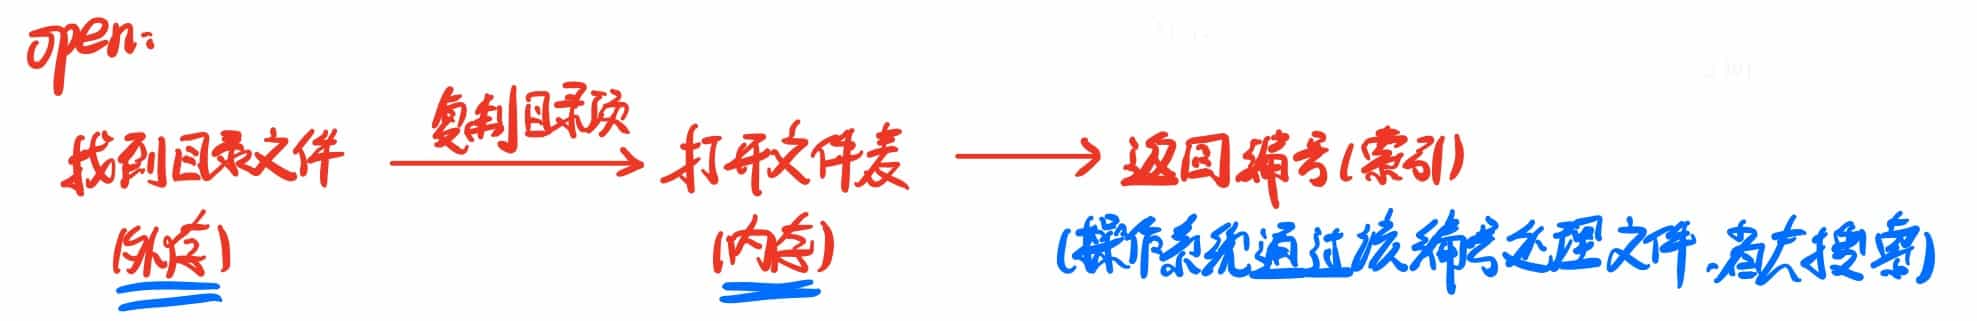 open:
复制目录项
找到目录文件 → 打开文件表 → 返回编号(索引)
(外存) (内存) (操作系统通过该编号处理文件,省去搜索)